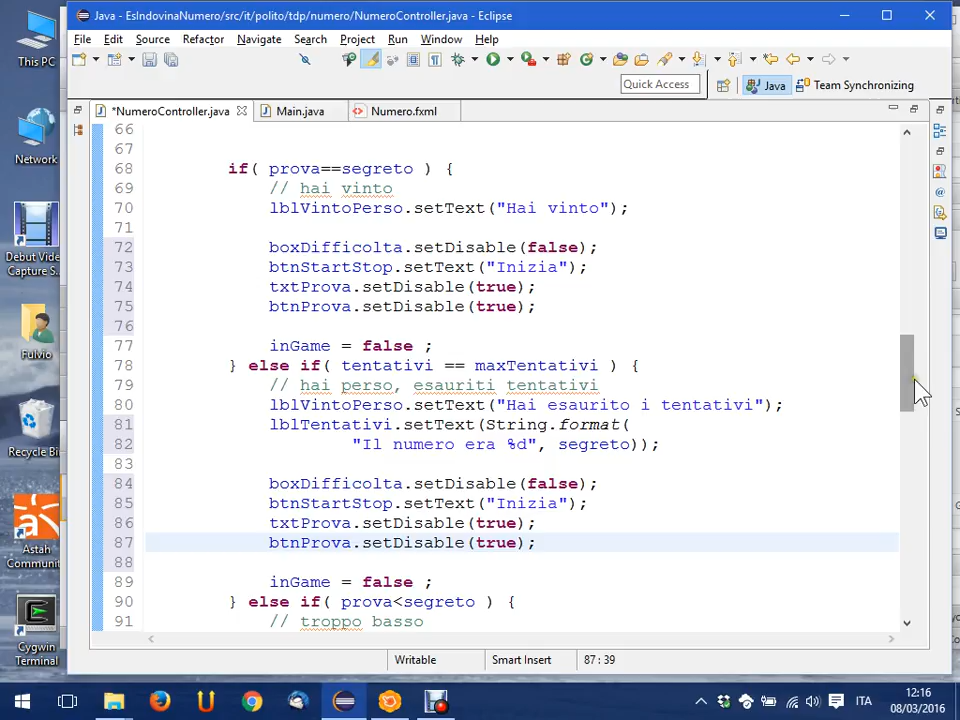 Java - EsIndovinaNumero/src/it/polito/tdp/numero/NumeroController.java - Eclipse
File Edit Source Refactor Navigate Search Project Run Window Help
Quick Access Java Team Synchronizing
*NumeroController.java Main.java Numero.fxml
66
67
68 if( prova==segreto ) {
69 // hai vinto
70 lblVintoPerso.setText("Hai vinto");
71
72 boxDifficolta.setDisable(false);
73 btnStartStop.setText("Inizia");
74 txtProva.setDisable(true);
75 btnProva.setDisable(true);
76
77 inGame = false ;
78 } else if( tentativi == maxTentativi ) {
79 // hai perso, esauriti tentativi
80 lblVintoPerso.setText("Hai esaurito i tentativi");
81 lblTentativi.setText(String.format(
82 "Il numero era %d", segreto));
83
84 boxDifficolta.setDisable(false);
85 btnStartStop.setText("Inizia");
86 txtProva.setDisable(true);
87 btnProva.setDisable(true);
88
89 inGame = false ;
90 } else if( prova<segreto ) {
91 // troppo basso
Writable Smart Insert 87 : 39
This PC
Network
Debut Video
Capture S...
Fulvio
Recycle Bi
Astah
Communi
Cygwin
Terminal
ITA
12:16
08/03/2016